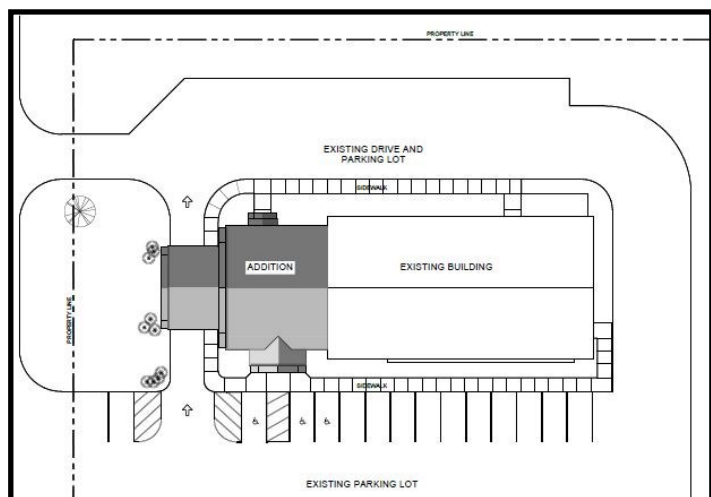 PROPERTY LINE
EXISTING DRIVE AND
PARKING LOT
SIDEWALK
ADDITION
EXISTING BUILDING
PROPERTY LINE
SIDEWALK
EXISTING PARKING LOT